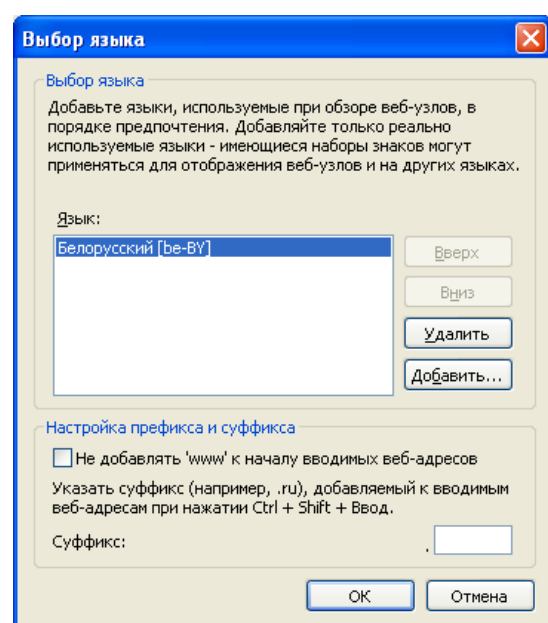 Выбор языка
Выбор языка
Добавьте языки, используемые при обзоре веб-узлов, в
порядке предпочтения. Добавляйте только реально
используемые языки - имеющиеся наборы знаков могут
применяться для отображения веб-узлов и на других языках.
Язык:
Белорусский [be-BY]
Вверх
Вниз
Удалить
Добавить...
Настройка префикса и суффикса
Не добавлять 'www' к началу вводимых веб-адресов
Указать суффикс (например, .ru), добавляемый к вводимым
веб-адресам при нажатии Ctrl + Shift + Ввод.
Суффикс: .
ОК Отмена